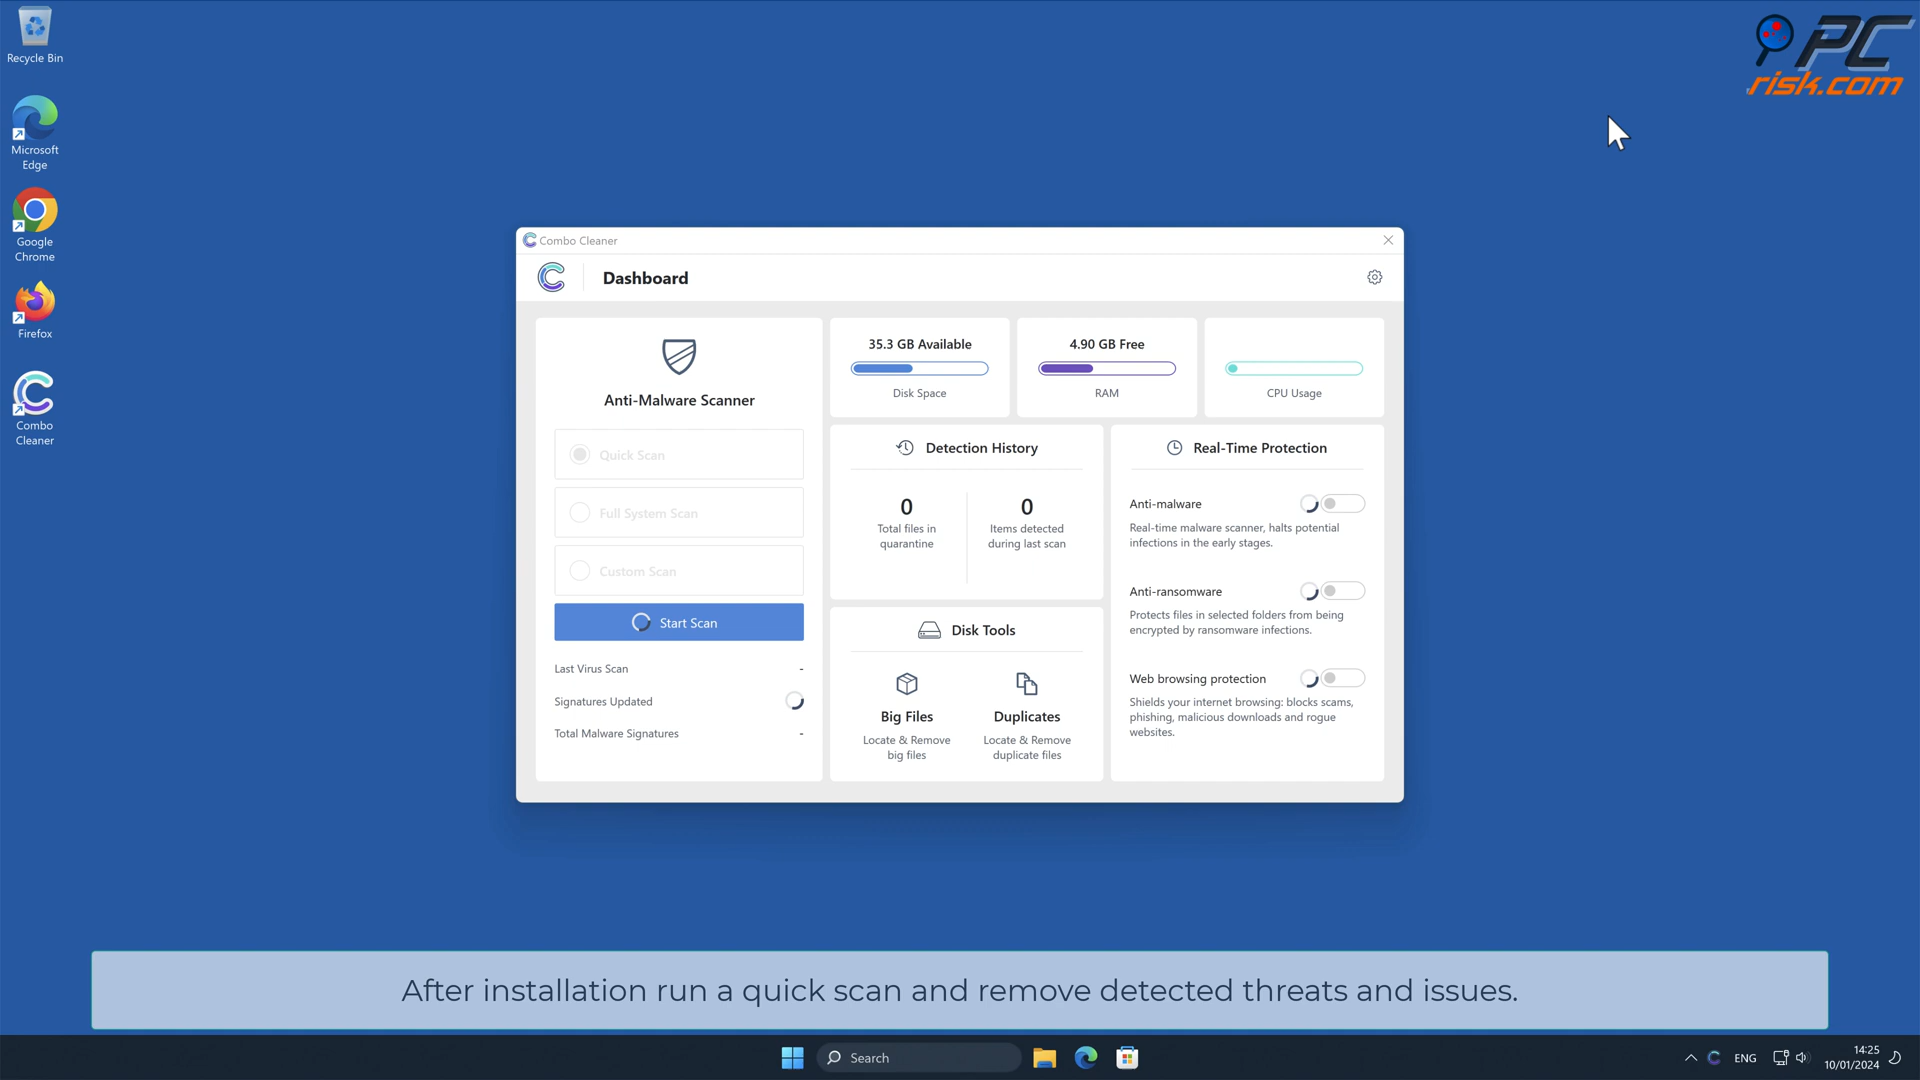 Recycle Bin
Microsoft
Edge
Google
Chrome
Firefox
Combo
Cleaner
PC
risk.com
Combo Cleaner
Dashboard
Anti-Malware Scanner
Quick Scan
Full System Scan
Custom Scan
Start Scan
Last Virus Scan -
Signatures Updated
Total Malware Signatures -
35.3 GB Available
Disk Space
4.90 GB Free
RAM
CPU Usage
Detection History
0
Total files in
quarantine
0
Items detected
during last scan
Disk Tools
Big Files
Locate & Remove
big files
Duplicates
Locate & Remove
duplicate files
Real-Time Protection
Anti-malware
Real-time malware scanner, halts potential
infections in the early stages.
Anti-ransomware
Protects files in selected folders from being
encrypted by ransomware infections.
Web browsing protection
Shields your internet browsing: blocks scams,
phishing, malicious downloads and rogue
websites.
After installation run a quick scan and remove detected threats and issues.
Search
ENG
14:25
10/01/2024